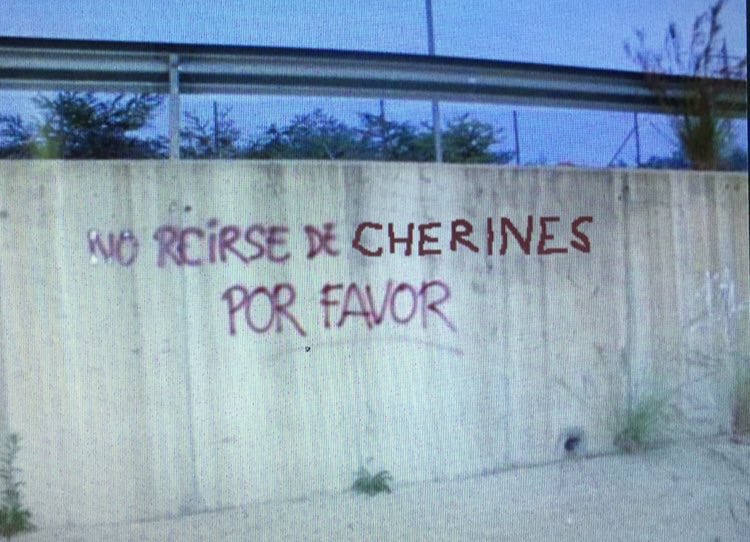 NO REIRSE DE CHERINES
POR FAVOR